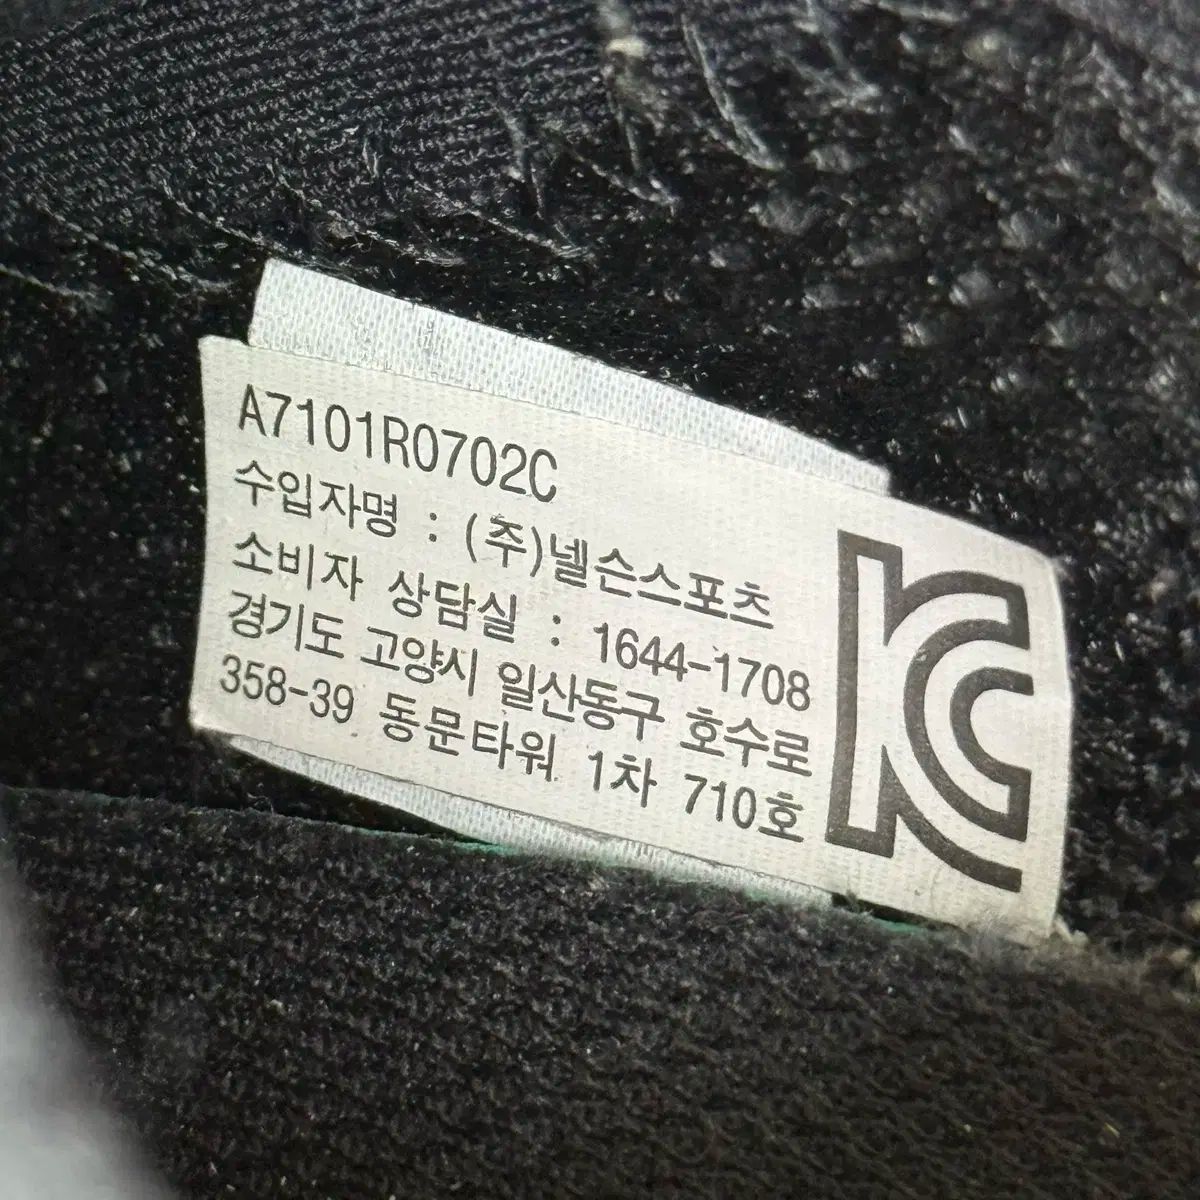 A7101R0702C
수입자명 : (주)넬슨스포츠
소비자 상담실 : 1644-1708
경기도 고양시 일산동구 호수로
358-39 동문타워 1차 710호
KC